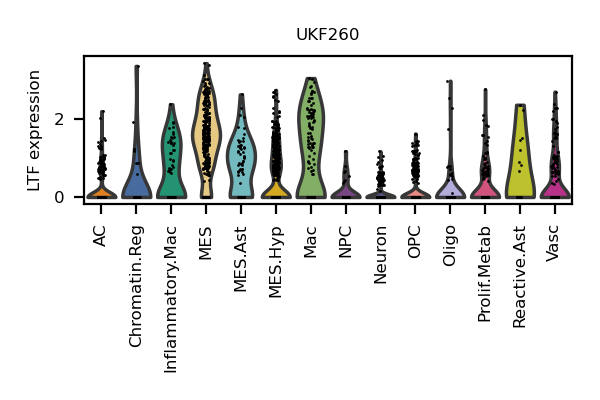 UKF260
LTF expression
2
0
AC
Chromatin.Reg
Inflammatory.Mac
MES
MES.Ast
MES.Hyp
Mac
NPC
Neuron
OPC
Oligo
Prolif.Metab
Reactive.Ast
Vasc